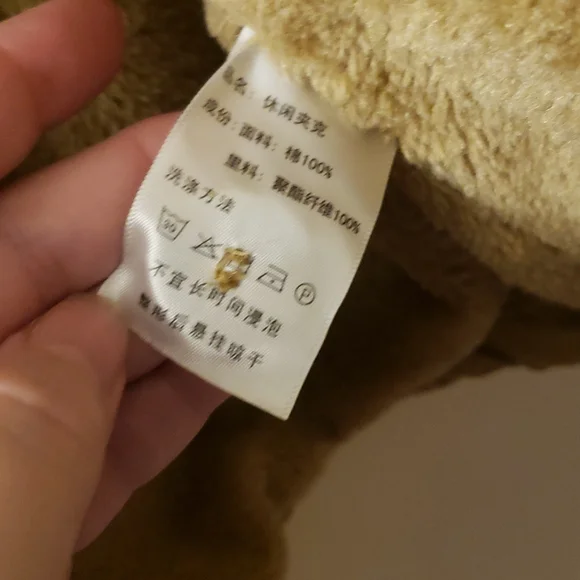 品名：休闲夹克
成份：面料：棉100%
里料：聚酯纤维100%
洗涤方法
P
不宜长时间浸泡
整形后悬挂晾干